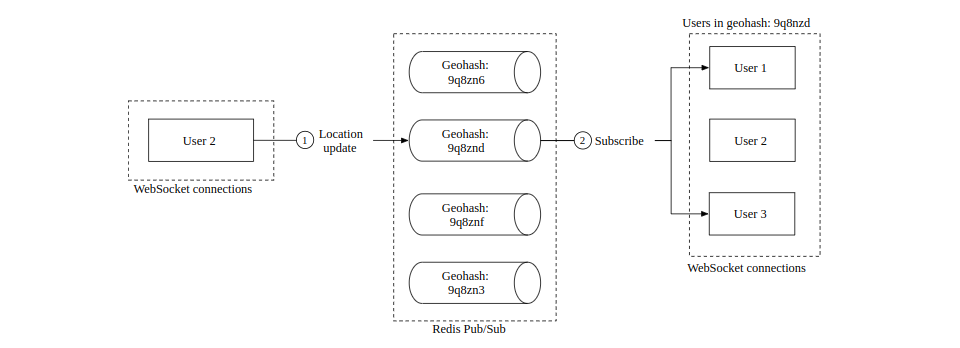 Users in geohash: 9q8nzd
User 2
WebSocket connections
1
Location
update
Geohash:
9q8zn6
Geohash:
9q8znd
Geohash:
9q8znf
Geohash:
9q8zn3
Redis Pub/Sub
2
Subscribe
User 1
User 2
User 3
WebSocket connections